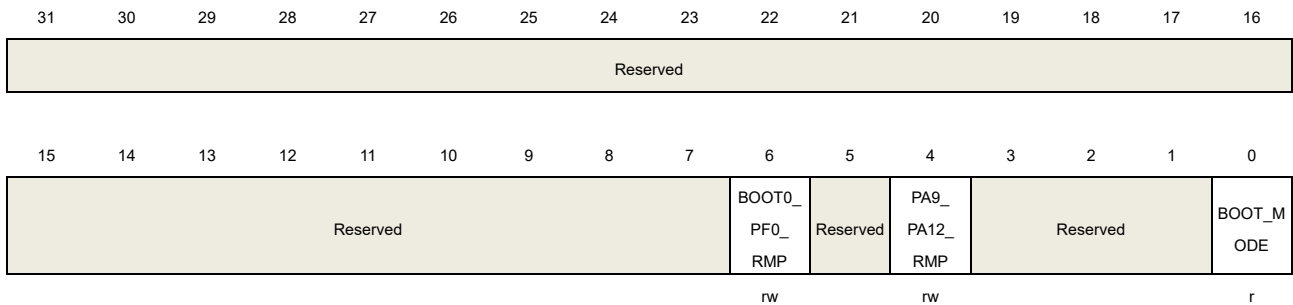 31 30 29 28 27 26 25 24 23 22 21 20 19 18 17 16
Reserved
15 14 13 12 11 10 9 8 7 6 5 4 3 2 1 0
Reserved BOOT0_ Reserved PA9_ Reserved BOOT_M
PF0_ PA12_ ODE
RMP RMP
rw rw r